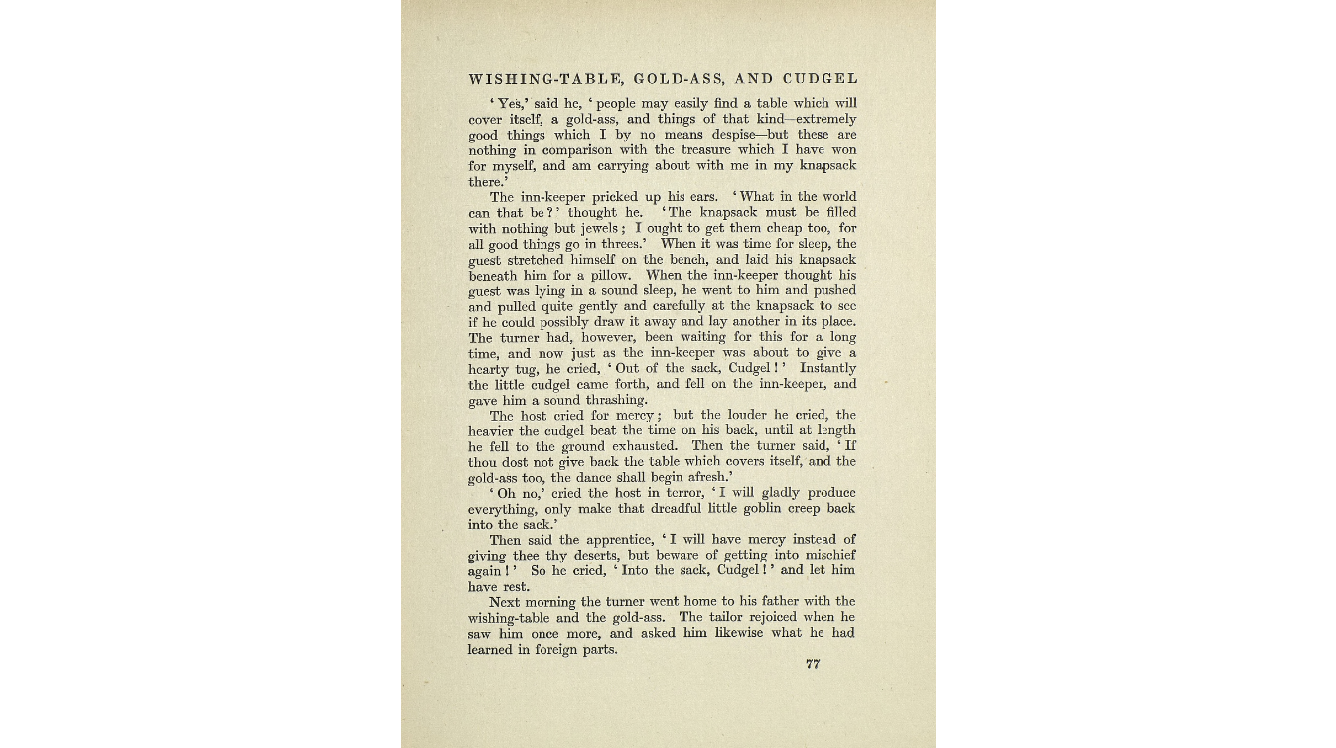 WISHING-TABLE, GOLD-ASS, AND CUDGEL
‘ Yes,’ said he, ‘ people may easily find a table which will
cover itself, a gold-ass, and things of that kind—extremely
good things which I by no means despise—but these are
nothing in comparison with the treasure which I have won
for myself, and am carrying about with me in my knapsack
there.’
The inn-keeper pricked up his ears. ‘ What in the world
can that be ? ’ thought he. ‘ The knapsack must be filled
with nothing but jewels ; I ought to get them cheap too, for
all good things go in threes.’ When it was time for sleep, the
guest stretched himself on the bench, and laid his knapsack
beneath him for a pillow. When the inn-keeper thought his
guest was lying in a sound sleep, he went to him and pushed
and pulled quite gently and carefully at the knapsack to see
if he could possibly draw it away and lay another in its place.
The turner had, however, been waiting for this for a long
time, and now just as the inn-keeper was about to give a
hearty tug, he cried, ‘ Out of the sack, Cudgel ! ’ Instantly
the little cudgel came forth, and fell on the inn-keeper, and
gave him a sound thrashing.
The host cried for mercy ; but the louder he cried, the
heavier the cudgel beat the time on his back, until at length
he fell to the ground exhausted. Then the turner said, ‘ If
thou dost not give back the table which covers itself, and the
gold-ass too, the dance shall begin afresh.’
‘ Oh no,’ cried the host in terror, ‘ I will gladly produce
everything, only make that dreadful little goblin creep back
into the sack.’
Then said the apprentice, ‘ I will have mercy instead of
giving thee thy deserts, but beware of getting into mischief
again ! ’ So he cried, ‘ Into the sack, Cudgel ! ’ and let him
have rest.
Next morning the turner went home to his father with the
wishing-table and the gold-ass. The tailor rejoiced when he
saw him once more, and asked him likewise what he had
learned in foreign parts.
77